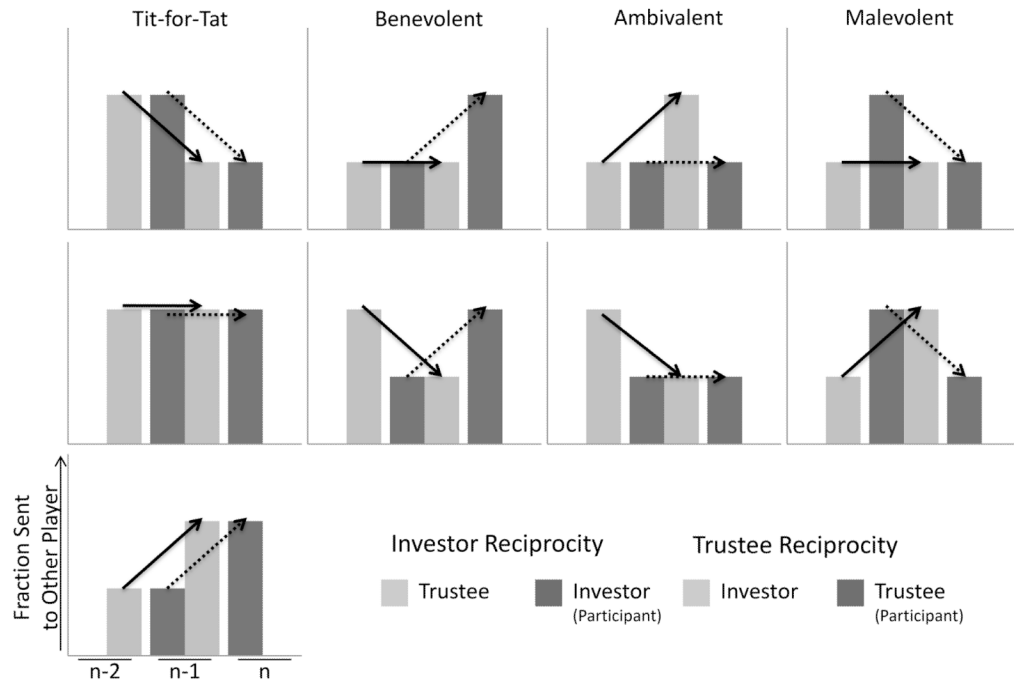 Tit-for-Tat
Benevolent
Ambivalent
Malevolent
Fraction Sent
to Other Player
n-2
n-1
n
Investor Reciprocity
Trustee
Investor
(Participant)
Trustee Reciprocity
Investor
Trustee
(Participant)